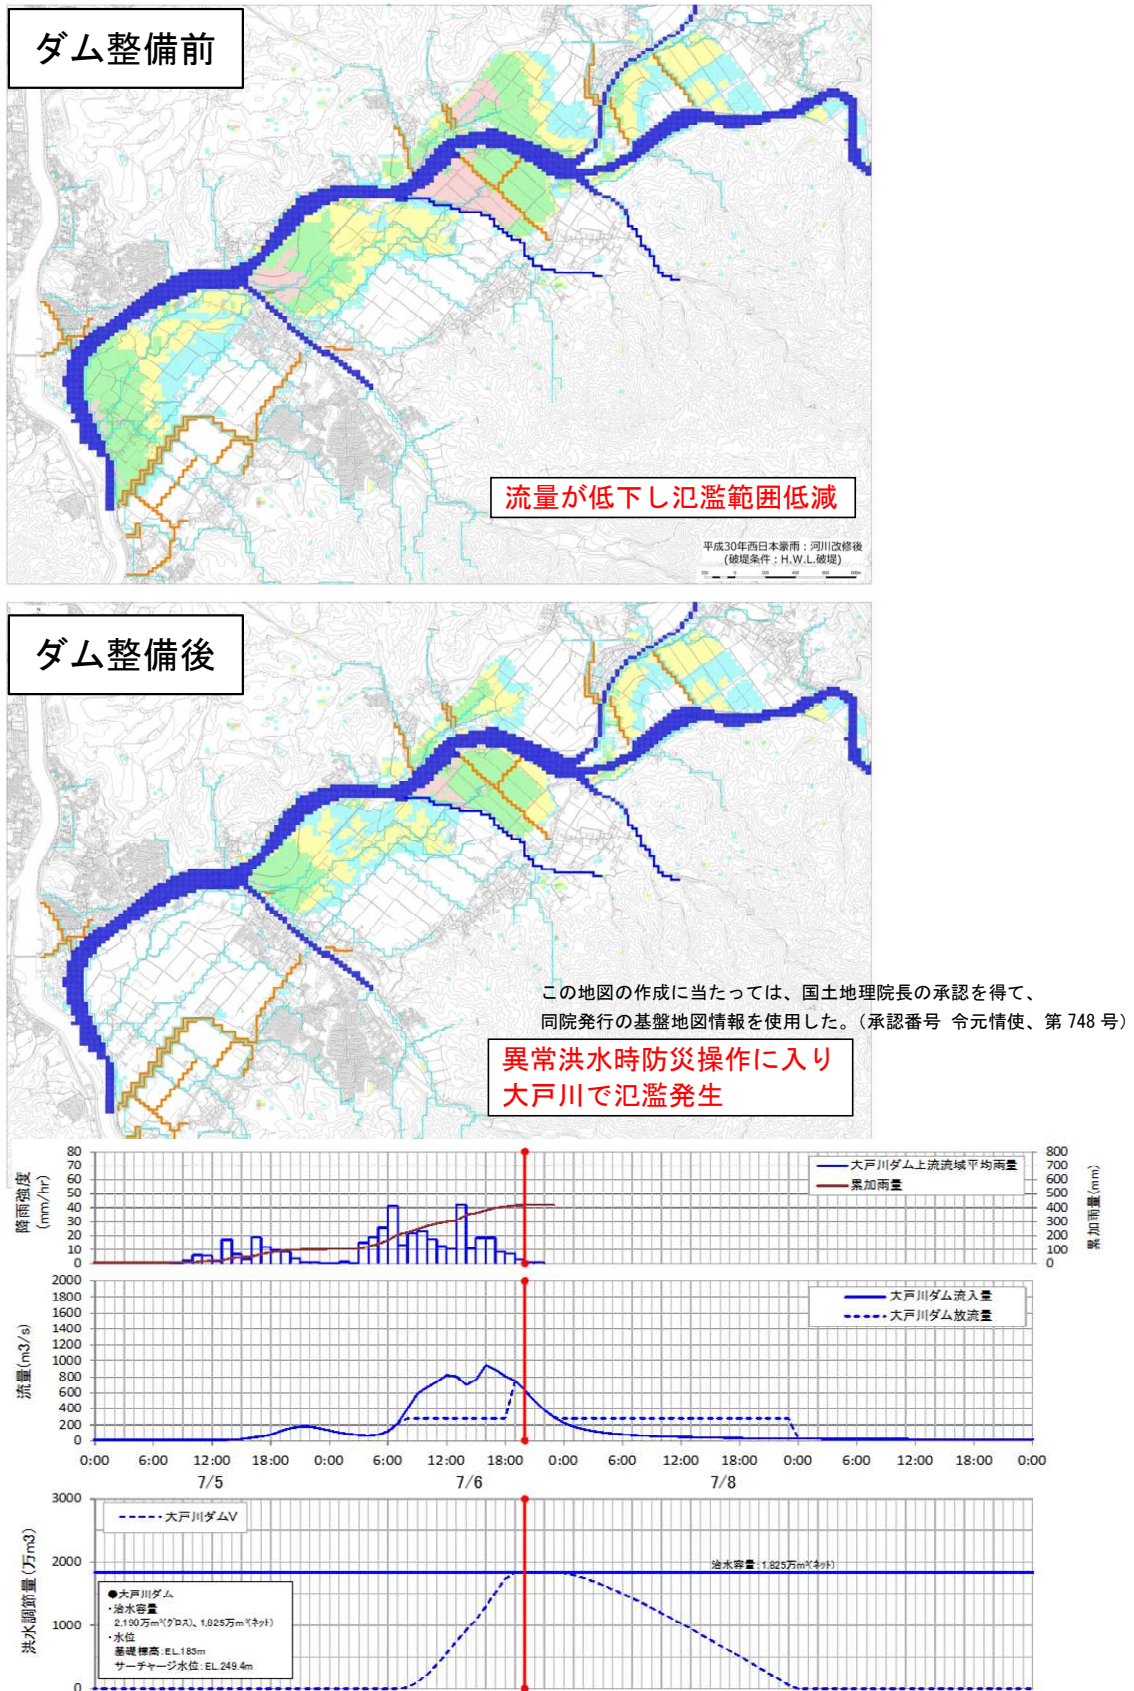 ダム整備前
流量が低下し氾濫範囲低減
平成30年西日本豪雨：河川改修後
(破堤条件：H.W.L.破堤)
ダム整備後
この地図の作成に当たっては、国土地理院長の承認を得て、
同院発行の基盤地図情報を使用した。（承認番号 令元情使、第 748 号）
異常洪水時防災操作に入り
大戸川で氾濫発生
降雨強度
(mm/hr)
80
70
60
50
40
30
20
10
0
大戸川ダム上流流域平均雨量
累加雨量
800
700
600
500
400
300
200
100
0
累加雨量(mm)
流量(m3/s)
2000
1800
1600
1400
1200
1000
800
600
400
200
0
大戸川ダム流入量
大戸川ダム放流量
0:00 6:00 12:00 18:00 0:00 6:00 12:00 18:00 0:00 6:00 12:00 18:00 0:00 6:00 12:00 18:00 0:00
7/5 7/6 7/8
洪水調節量(万m3)
3000
2000
1000
0
大戸川ダムV
治水容量：1,825万m³(ネット)
●大戸川ダム
・治水容量
2,190万m³(グロス)、1,825万m³(ネット)
・水位
基礎標高：EL.183m
サーチャージ水位：EL.249.4m